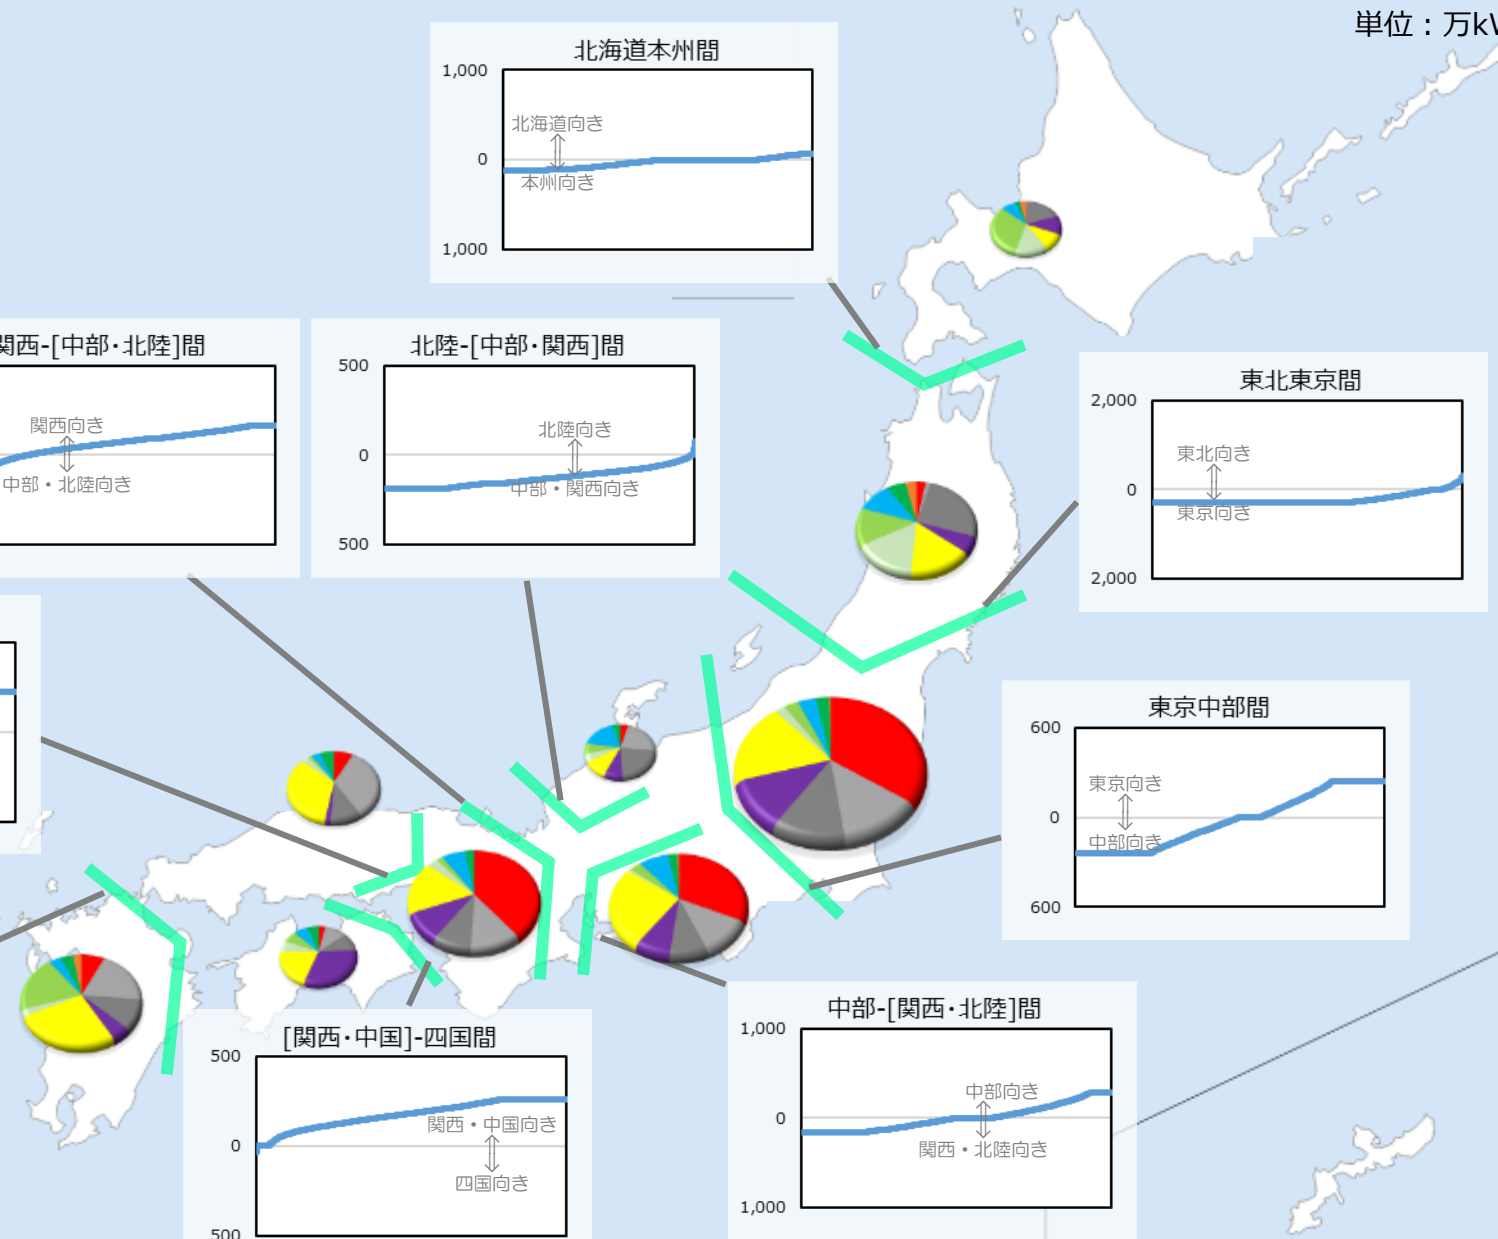 単位：万k
北海道本州間
1,000
北海道向き
0
本州向き
1,000
関西-[中部・北陸]間
関西向き
中部・北陸向き
北陸-[中部・関西]間
500
北陸向き
0
中部・関西向き
500
東北東京間
2,000
東北向き
0
東京向き
2,000
東京中部間
600
東京向き
0
中部向き
600
[関西・中国]-四国間
500
関西・中国向き
0
四国向き
500
中部-[関西・北陸]間
1,000
中部向き
0
関西・北陸向き
1,000